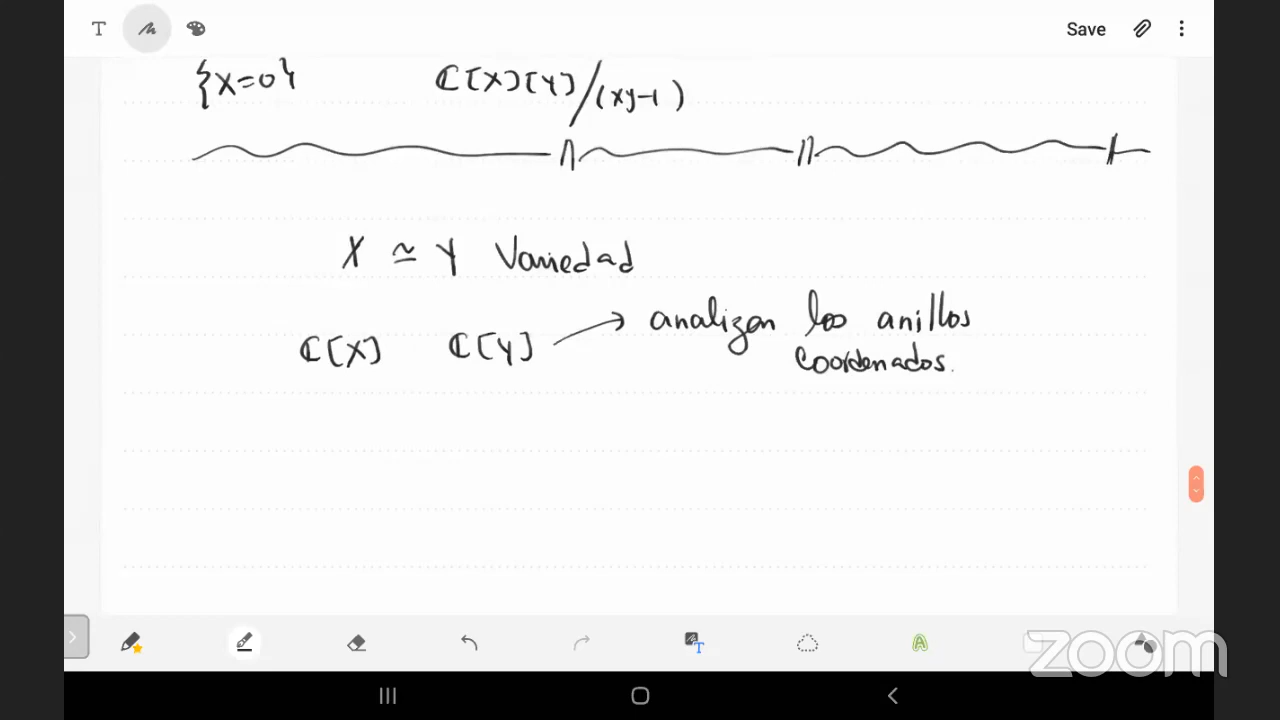 Save
{x=0}
ℂ[X][Y]/(xy-1)
X ≃ Y Variedad
ℂ[X] ℂ[Y] → analizan los anillos
coordenados.
zoom